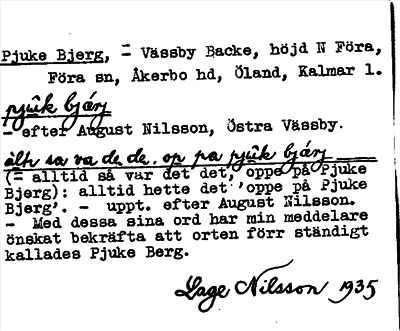 Pjuke Bjerg, - Vässby Backe, höjd N Föra,
Föra sn, Åkerbo hd, Öland, Kalmar l.
pjuk bjärj
- efter August Nilsson, Östra Vässby.
alt sa va de de. op pa pjuk bjärj
(= alltid så var det det, oppe på Pjuke
Bjerg): alltid hette det 'oppe på Pjuke
Bjerg'. - uppt. efter August Nilsson.
- Med dessa sina ord har min meddelare
önskat bekräfta att orten förr ständigt
kallades Pjuke Berg.
Lage Nilsson 1935